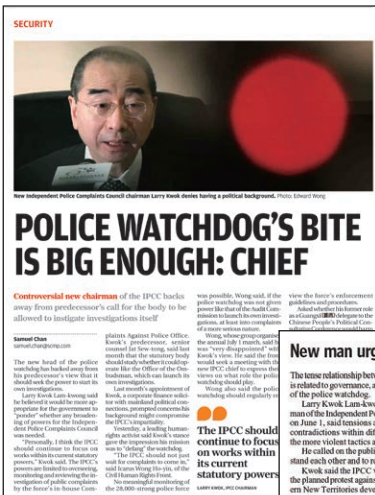 SECURITY
New Independent Police Complaints Council chairman Larry Kwok denies having a political background. Photo: Edward Wong
POLICE WATCHDOG'S BITE
IS BIG ENOUGH: CHIEF
Controversial new chairman of the IPCC backs
away from predecessor's call for the body to be
allowed to instigate investigations itself
Samuel Chan
samuel.chan@scmp.com
The new head of the police
watchdog has backed away from
his predecessor's view that it
should seek the power to start its
own investigations.
Larry Kwok Lam-kwong said
he believed it would be more ap-
propriate for the government to
"ponder" whether any broaden-
ing of powers for the Indepen-
dent Police Complaints Council
was needed.
"Personally, I think the IPCC
should continue to focus on
works within its current statutory
powers," Kwok said. The IPCC's
powers are limited to overseeing,
monitoring and reviewing the in-
vestigation of public complaints
by the force's in-house Com-
plaints Against Police Office.
Kwok's predecessor, senior
counsel Jat Sew-tong, said last
month that the statutory body
should study whether it could op-
erate like the Office of the Om-
budsman, which can launch its
own investigations.
Last month's appointment of
Kwok, a corporate finance solici-
tor with mainland political con-
nections, prompted concerns his
background might compromise
the IPCC's impartiality.
Yesterday, a leading human-
rights activist said Kwok's stance
gave the impression his mission
was to "defang" the watchdog.
"The IPCC should not just
wait for complaints to come in,"
said Icarus Wong Ho-yin, of the
Civil Human Rights Front.
No meaningful monitoring of
the 28,000-strong police force
was possible, Wong said, if the
police watchdog was not given
power like that of the Audit Com-
mission to launch its own investi-
gations, at least into complaints
of a more serious nature.
Wong, whose group organises
the annual July 1 march, said he
was "very disappointed" with
Kwok's view. He said the front
would seek a meeting with the
new IPCC chief to express their
views on what role the police
watchdog should play.
Wong also said the police
watchdog should regularly re-
The IPCC should
continue to focus
on works within
its current
statutory powers
LARRY KWOK, IPCC CHAIRMAN
view the force's enforcement
guidelines and procedures.
Asked whether his former role
as a Guangxi delegate to the
Chinese People's Political Con-
New man urg
The tense relationship betw
is related to governance, a
of the police watchdog.
Larry Kwok Lam-kwo
man of the Independent Po
on June 1, said tensions a
contradictions within dif
the more violent tactics a
He called on the publi
stand each other and to re
Kwok said the IPCC w
the planned protest agains
ern New Territories devel